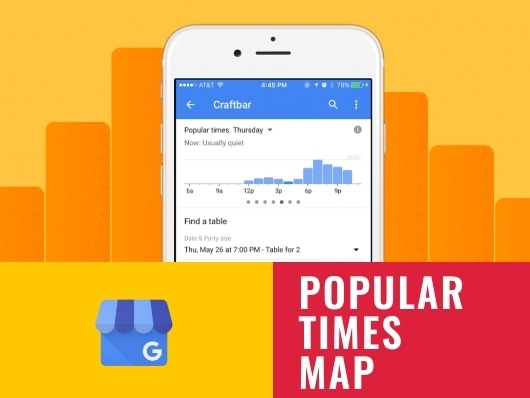 AT&T 4:45 PM 79%
Craftbar
Popular times: Thursday
Now: Usually quiet
6a 9a 12p 3p 6p 9p
Find a table
Date & Party size
Thu, May 26 at 7:00 PM - Table for 2
G
POPULAR
TIMES
MAP